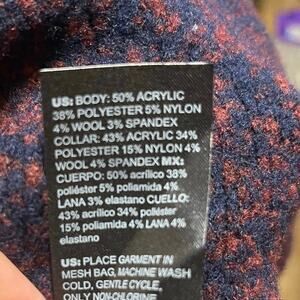 US: BODY: 50% ACRYLIC
38% POLYESTER 5% NYLON
4% WOOL 3% SPANDEX
COLLAR: 43% ACRYLIC 34%
POLYESTER 15% NYLON 4%
WOOL 4% SPANDEX MX:
CUERPO: 50% acrílico 38%
poliéster 5% poliamida 4%
LANA 3% elastano CUELLO:
43% acrílico 34% poliéster
15% poliamida 4% LANA 4%
elastano
US: PLACE GARMENT IN
MESH BAG, MACHINE WASH
COLD, GENTLE CYCLE,
ONLY NON-CHLORINE